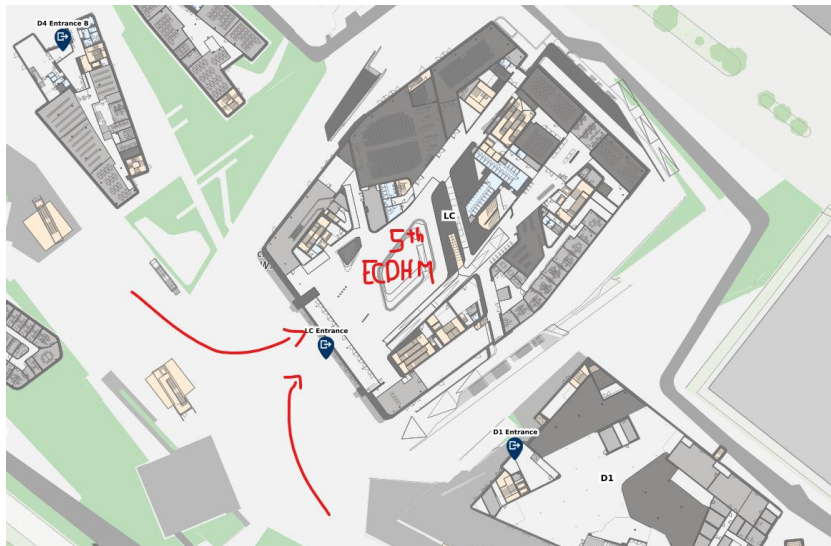 D4 Entrance B
LC
5th
ECDHM
LC Entrance
D1 Entrance
D1